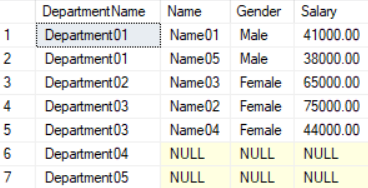 DepartmentName Name Gender Salary
1 Department01 Name01 Male 41000.00
2 Department01 Name05 Male 38000.00
3 Department02 Name03 Female 65000.00
4 Department03 Name02 Female 75000.00
5 Department03 Name04 Female 44000.00
6 Department04 NULL NULL NULL
7 Department05 NULL NULL NULL